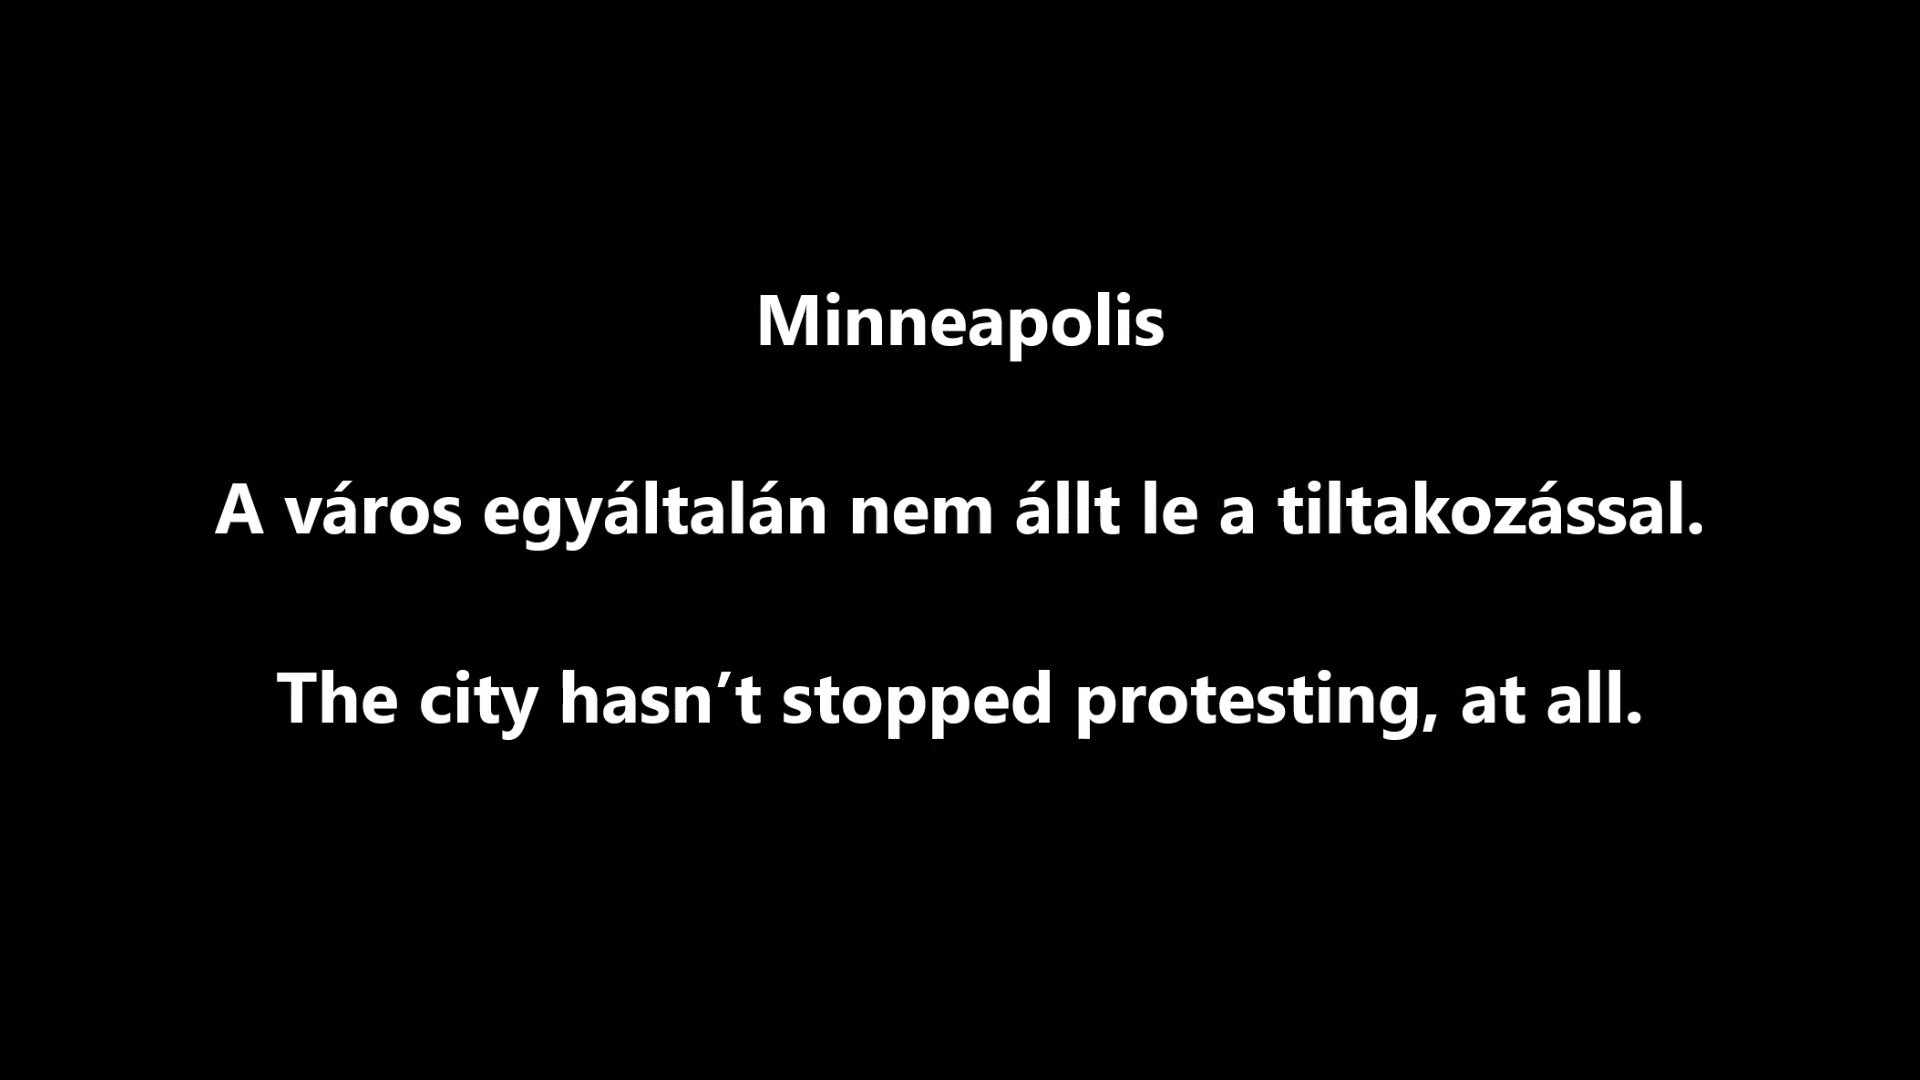 Minneapolis
A város egyáltalán nem állt le a tiltakozással.
The city hasn’t stopped protesting, at all.